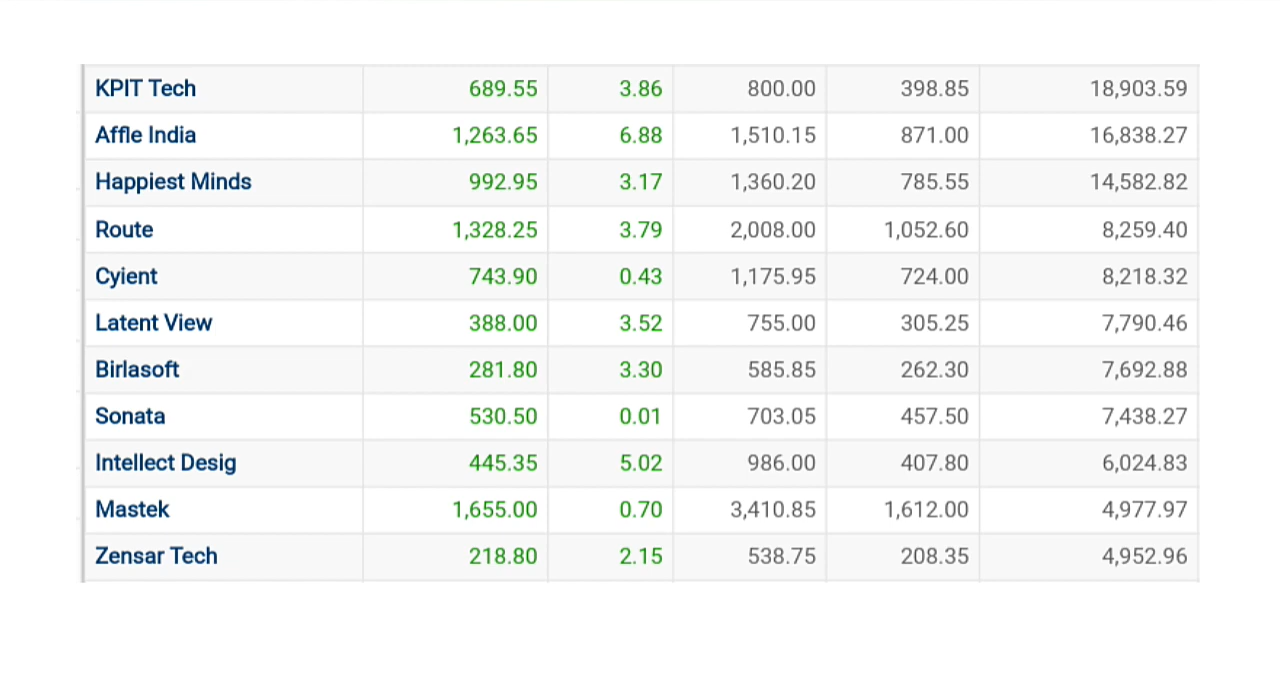 KPIT Tech 689.55 3.86 800.00 398.85 18,903.59
Affle India 1,263.65 6.88 1,510.15 871.00 16,838.27
Happiest Minds 992.95 3.17 1,360.20 785.55 14,582.82
Route 1,328.25 3.79 2,008.00 1,052.60 8,259.40
Cyient 743.90 0.43 1,175.95 724.00 8,218.32
Latent View 388.00 3.52 755.00 305.25 7,790.46
Birlasoft 281.80 3.30 585.85 262.30 7,692.88
Sonata 530.50 0.01 703.05 457.50 7,438.27
Intellect Desig 445.35 5.02 986.00 407.80 6,024.83
Mastek 1,655.00 0.70 3,410.85 1,612.00 4,977.97
Zensar Tech 218.80 2.15 538.75 208.35 4,952.96